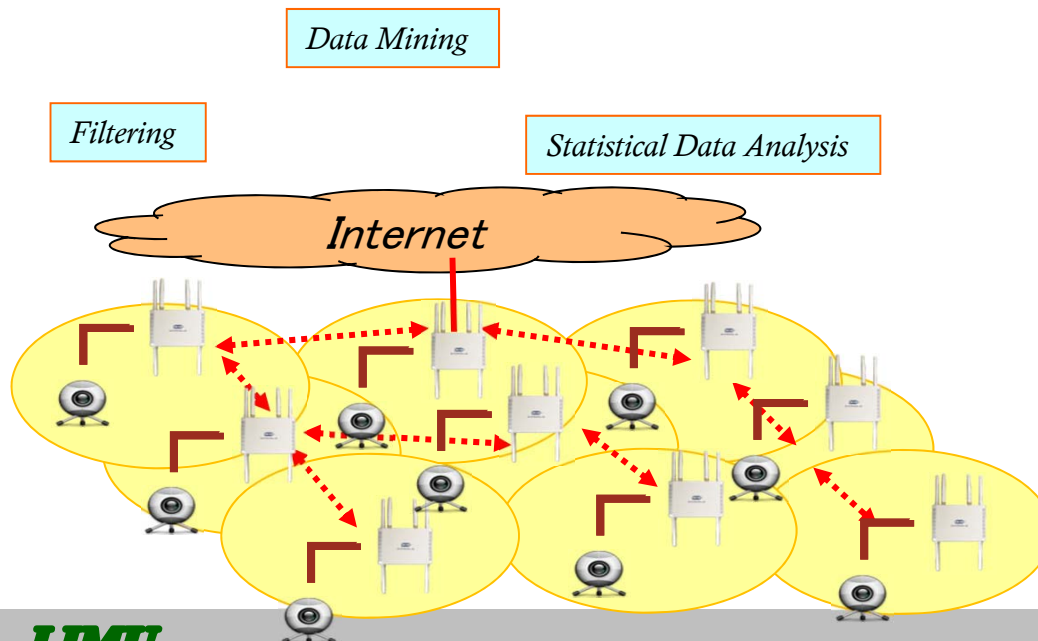 Data Mining
Filtering
Statistical Data Analysis
Internet